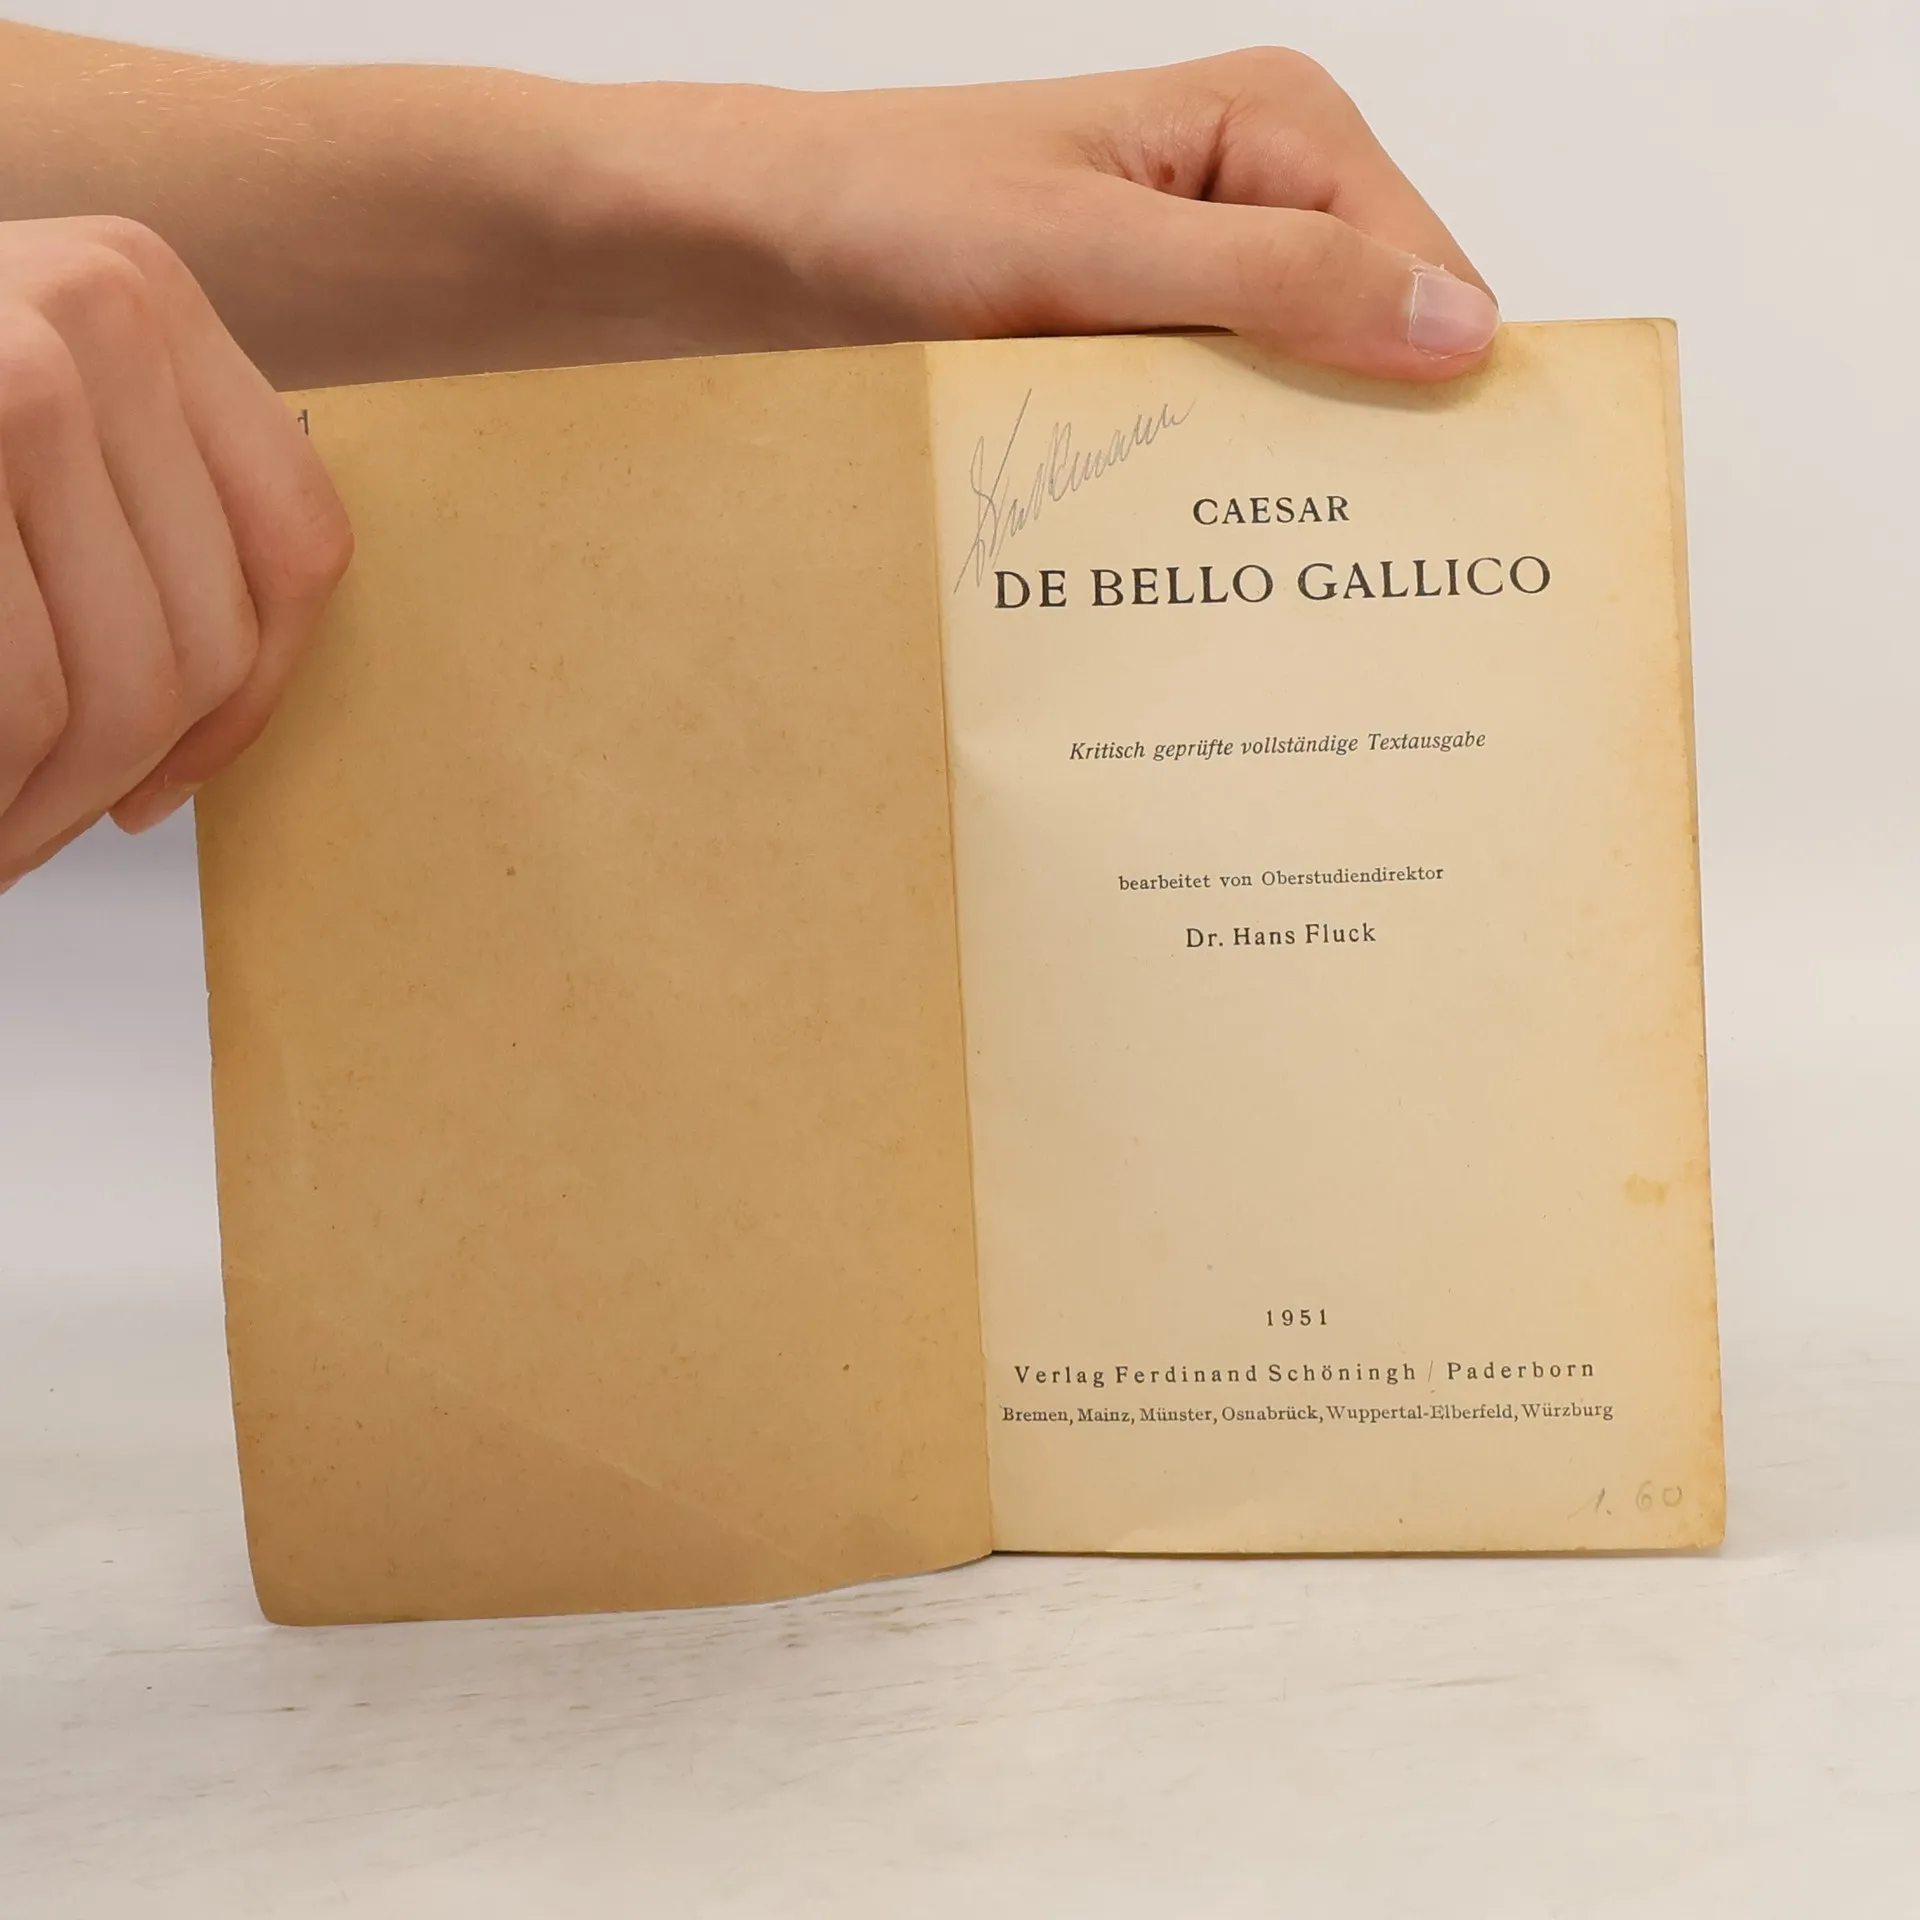 CAESAR
DE BELLO GALLICO
Kritisch geprüfte vollständige Textausgabe
bearbeitet von Oberstudiendirektor
Dr. Hans Fluck
1951
Verlag Ferdinand Schöningh / Paderborn
Bremen, Mainz, Münster, Osnabrück, Wuppertal-Elberfeld, Würzburg
1. 60